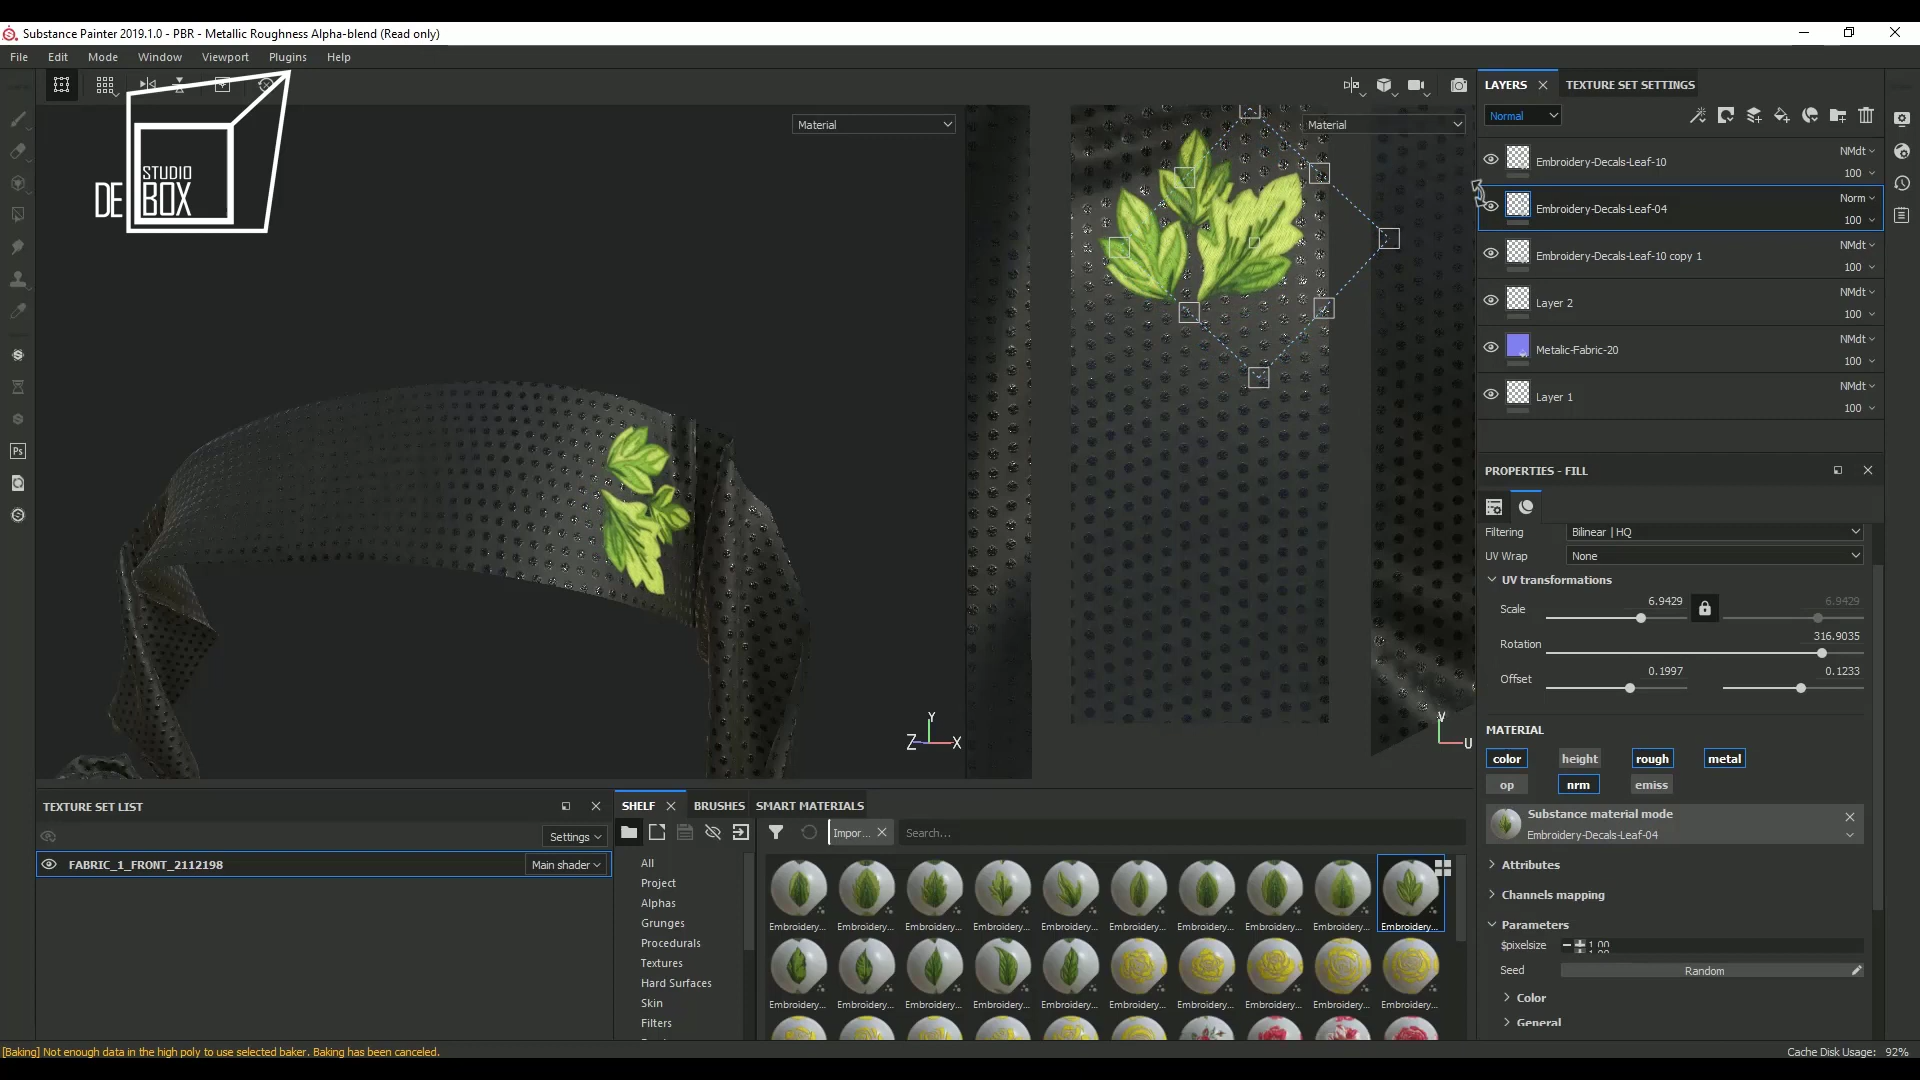 Substance Painter 2019.1.0 - PBR - Metallic Roughness Alpha-blend (Read only)
File Edit Mode Window Viewport Plugins Help
STUDIO
DE BOX
Material
Material
LAYERS
TEXTURE SET SETTINGS
Normal
Embroidery-Decals-Leaf-10 NMdt 100
Embroidery-Decals-Leaf-04 Norm 100
Embroidery-Decals-Leaf-10 copy 1 NMdt 100
Layer 2 NMdt 100
Metalic-Fabric-20 NMdt 100
Layer 1 NMdt 100
PROPERTIES - FILL
Filtering Bilinear | HQ
UV Wrap None
UV transformations
Scale 6.9429 6.9429
Rotation 316.9035
Offset 0.1997 0.1233
MATERIAL
color height rough metal
op nrm emiss
Substance material mode
Embroidery-Decals-Leaf-04
Attributes
Channels mapping
Parameters
$pixelsize 1.00
1.00
Seed Random
Color
General
Y
Z X
V
U
Ps
TEXTURE SET LIST
Settings
FABRIC_1_FRONT_2112198 Main shader
SHELF BRUSHES SMART MATERIALS
Impor... Search...
All
Project
Alphas
Grunges
Procedurals
Textures
Hard Surfaces
Skin
Filters
Embroidery... Embroidery... Embroidery... Embroidery... Embroidery... Embroidery... Embroidery... Embroidery... Embroidery... Embroidery...
Embroidery... Embroidery... Embroidery... Embroidery... Embroidery... Embroidery... Embroidery... Embroidery... Embroidery... Embroidery...
[Baking] Not enough data in the high poly to use selected baker. Baking has been canceled.
Cache Disk Usage: 92%